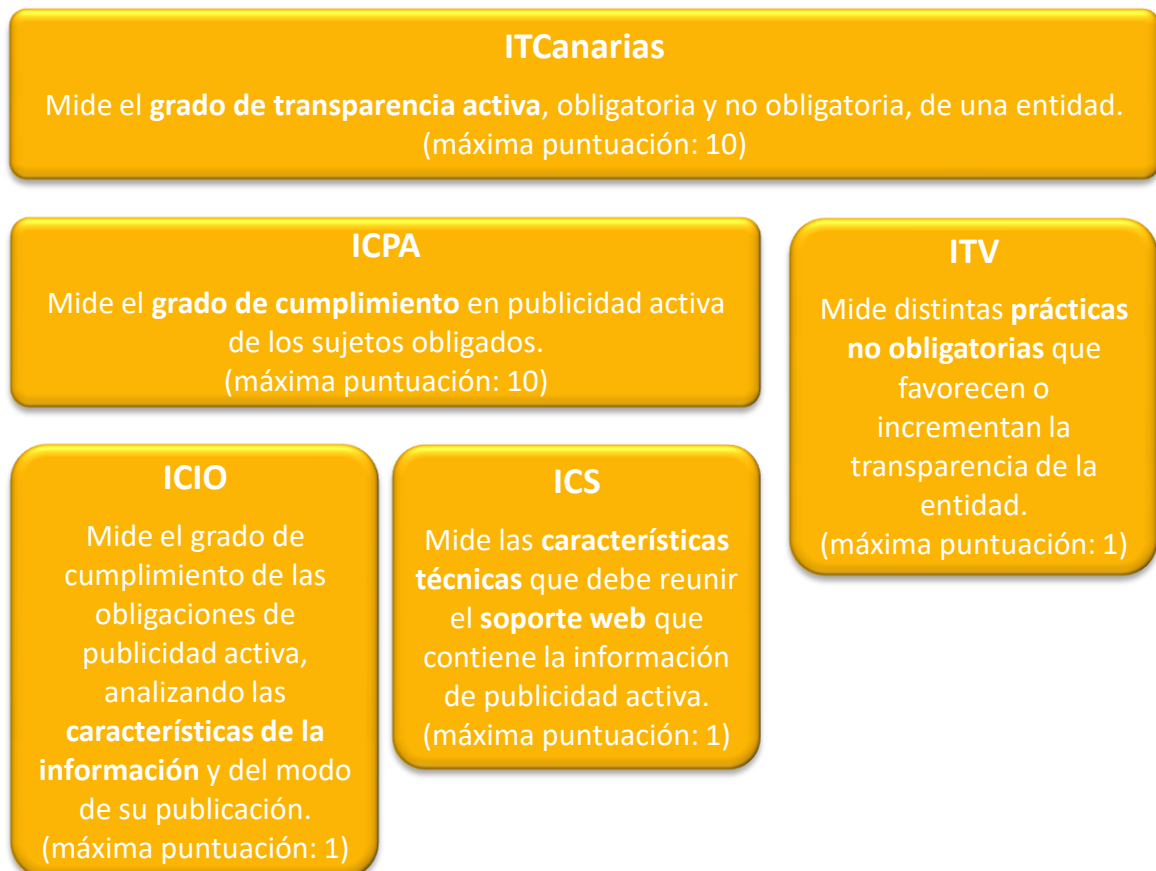 ITCanarias
Mide el grado de transparencia activa, obligatoria y no obligatoria, de una entidad.
(máxima puntuación: 10)
ICPA
Mide el grado de cumplimiento en publicidad activa
de los sujetos obligados.
(máxima puntuación: 10)
ITV
Mide distintas prácticas
no obligatorias que
favorecen o
incrementan la
transparencia de la
entidad.
(máxima puntuación: 1)
ICIO
Mide el grado de
cumplimiento de las
obligaciones de
publicidad activa,
analizando las
características de la
información y del modo
de su publicación.
(máxima puntuación: 1)
ICS
Mide las características
técnicas que debe reunir
el soporte web que
contiene la información
de publicidad activa.
(máxima puntuación: 1)